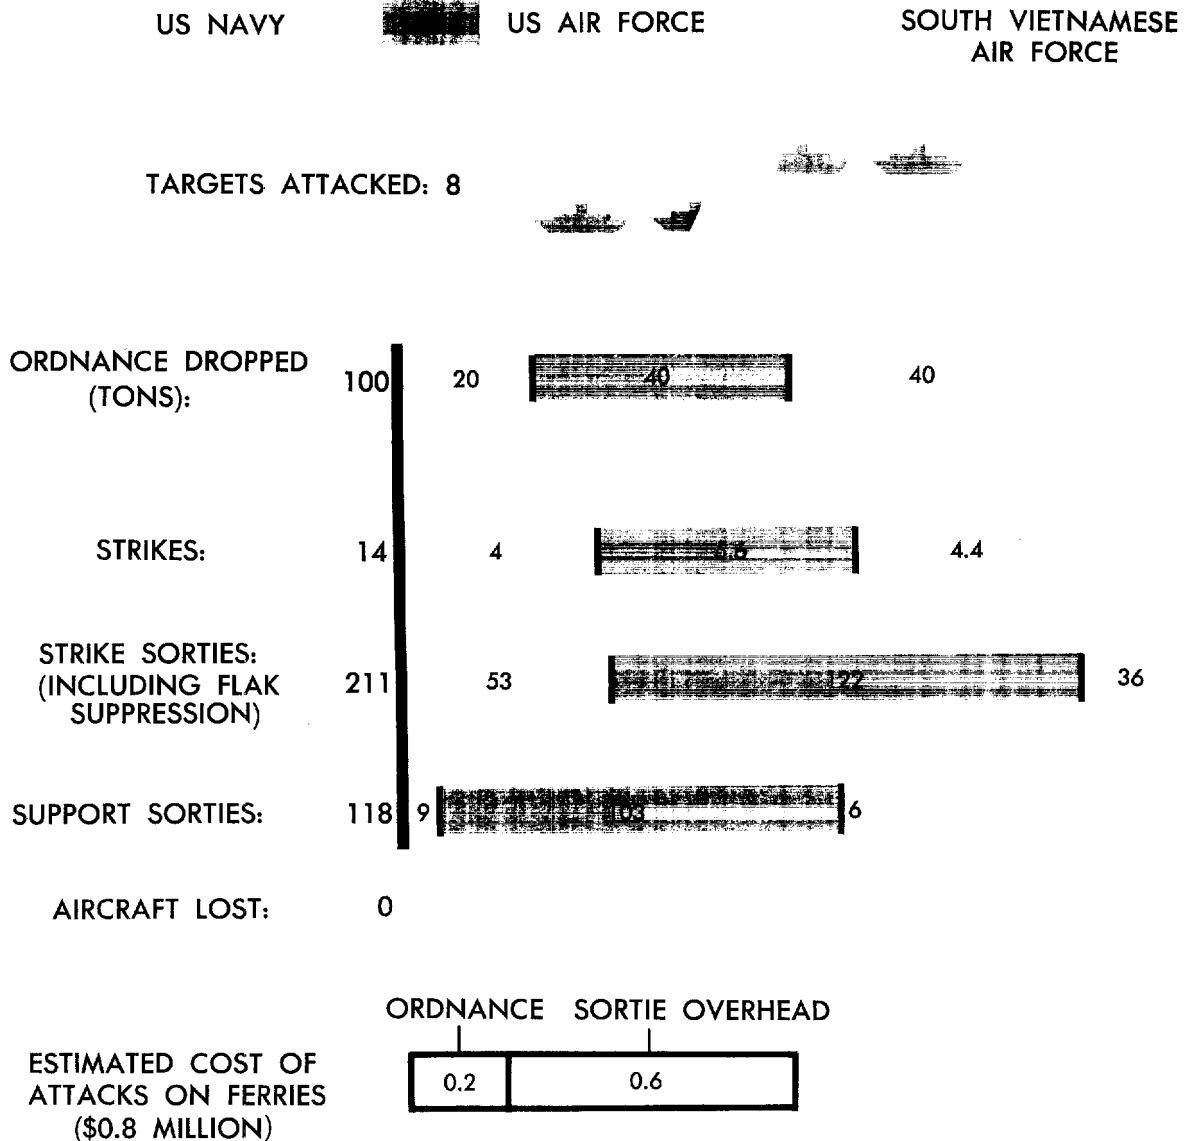 US NAVY US AIR FORCE SOUTH VIETNAMESE
AIR FORCE
TARGETS ATTACKED: 8
ORDNANCE DROPPED
(TONS):
100 20 40 40
STRIKES: 14 4 4.4
STRIKE SORTIES:
(INCLUDING FLAK
SUPPRESSION)
211 53 122 36
SUPPORT SORTIES: 118 9 103 6
AIRCRAFT LOST: 0
ORDNANCE SORTIE OVERHEAD
ESTIMATED COST OF
ATTACKS ON FERRIES
($0.8 MILLION)
0.2 0.6